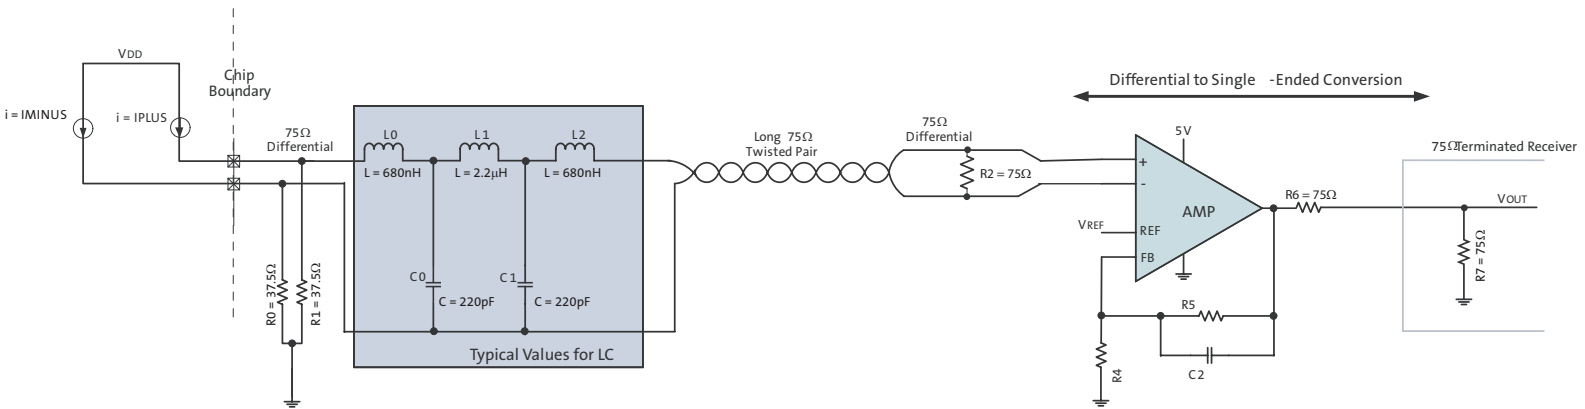 VDD
Chip
Boundary
i = IMINUS
i = IPLUS
75Ω
Differential
R0 = 37.5Ω
R1 = 37.5Ω
L0
L = 680nH
L1
L = 2.2µH
L2
L = 680nH
C0
C = 220pF
C1
C = 220pF
Typical Values for LC
Long 75Ω
Twisted Pair
75Ω
Differential
R2 = 75Ω
Differential to Single -Ended Conversion
5V
+
-
AMP
VREF
REF
FB
R5
C2
R4
R6 = 75Ω
75Ω Terminated Receiver
VOUT
R7 = 75Ω